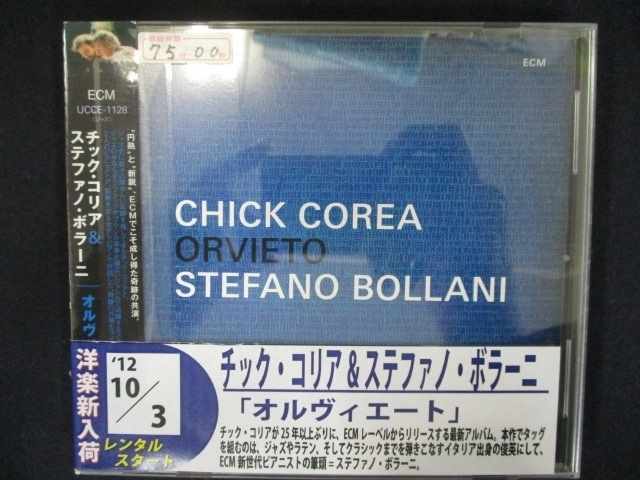 ECM
UCCE-1128
チック・コリア&
ステファノ・ボラーニ
オルヴ
75分00秒
ECM
"円熟"と"新鋭"、ECMでこそ成し得た奇跡の共演。
CHICK COREA
ORVIETO
STEFANO BOLLANI
洋楽新入荷
'12
10/3
レンタル
スタート
チック・コリア&ステファノ・ボラーニ
「オルヴィエート」
チック・コリアが25年以上ぶりに、ECMレーベルからリリースする最新アルバム。本作でタッグ
を組むのは、ジャズやラテン、そしてクラシックまでを弾きこなすイタリア出身の俊英にして、
ECM新世代ピアニストの筆頭=ステファノ・ボラーニ。